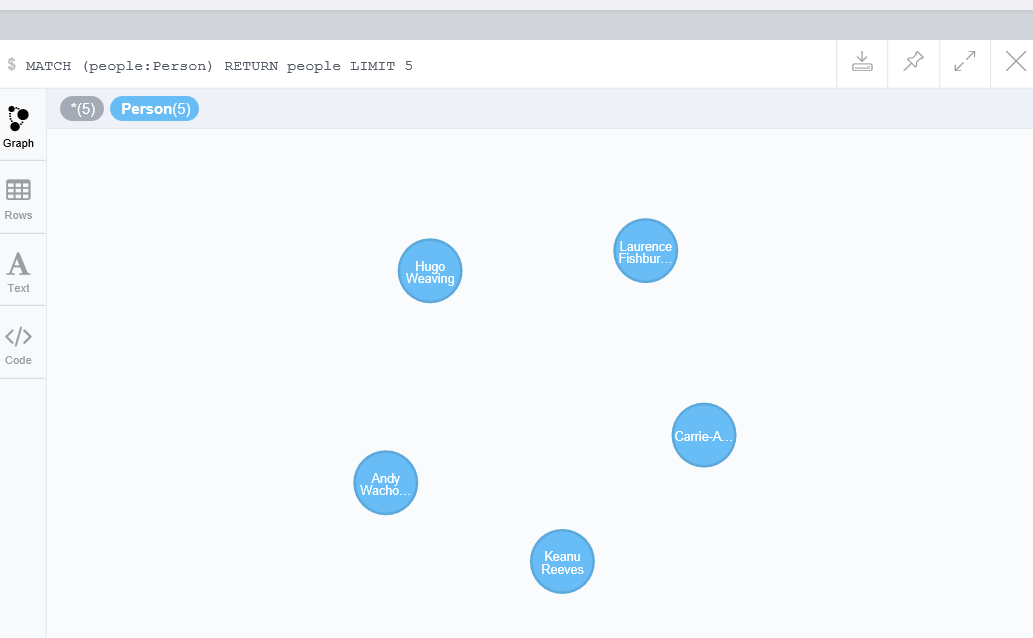 $ MATCH (people:Person) RETURN people LIMIT 5
*(5) Person(5)
Graph
Rows
Text
Code
Hugo
Weaving
Laurence
Fishbur...
Carrie-A...
Andy
Wacho...
Keanu
Reeves